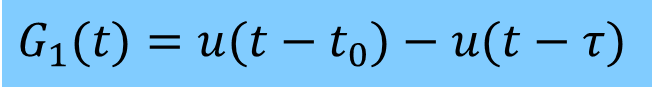 G₁(t) = u(t − t₀) − u(t − τ)